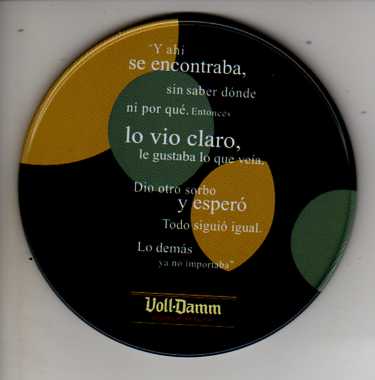 "Y ahí
se encontraba,
sin saber dónde
ni por qué. Entonces
lo vio claro,
le gustaba lo que veía.
Dio otro sorbo
y esperó
Todo siguió igual.
Lo demás
ya no importaba"
Voll-Damm